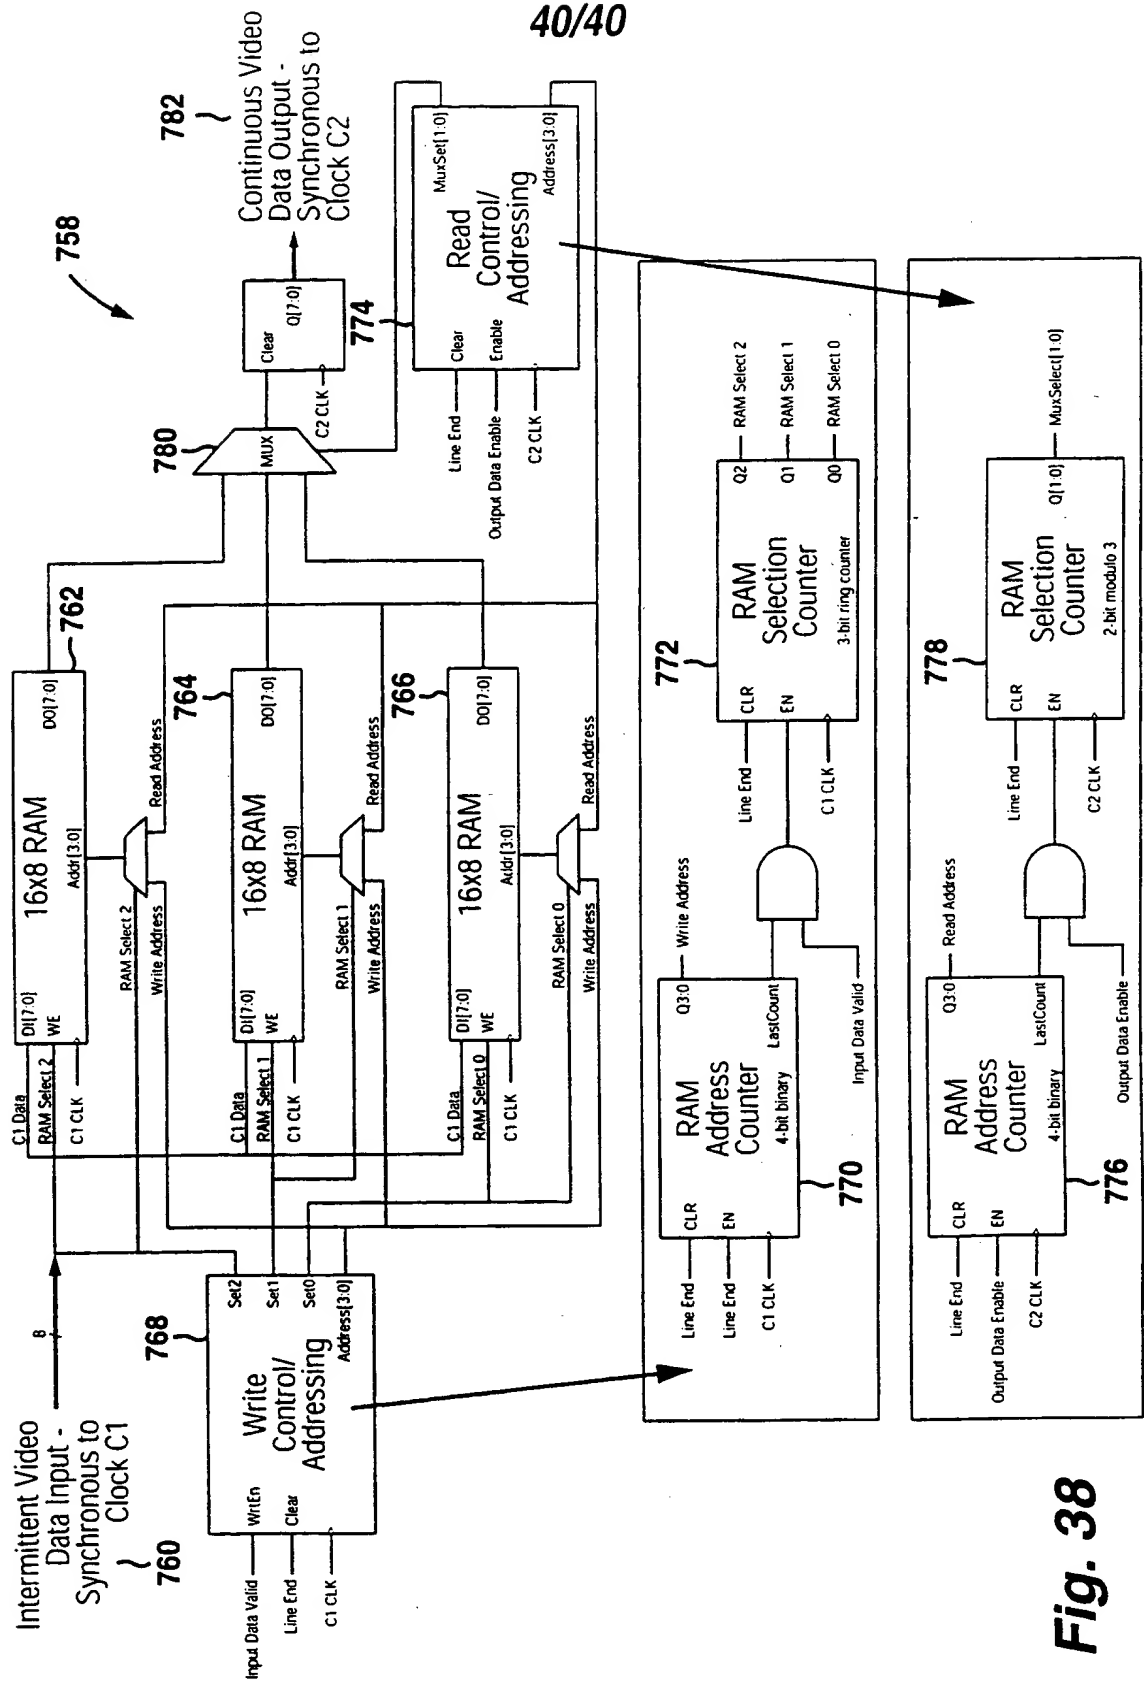 40/40
Intermittent Video
Data Input -
Synchronous to
Clock C1
760
8
758
782
Continuous Video
Data Output -
Synchronous to
Clock C2
C1 Data
RAM Select 2
C1 CLK
DI[7:0]
WE
16x8 RAM
Addr[3:0]
DO[7:0]
762
RAM Select 2
Write Address
Read Address
C1 Data
RAM Select 1
C1 CLK
DI[7:0]
WE
16x8 RAM
Addr[3:0]
DO[7:0]
764
RAM Select 1
Write Address
Read Address
C1 Data
RAM Select 0
C1 CLK
DI[7:0]
WE
16x8 RAM
Addr[3:0]
DO[7:0]
766
RAM Select 0
Write Address
Read Address
780
MUX
Clear
Q[7:0]
C2 CLK
768
Input Data Valid
Line End
C1 CLK
WrtEn
Clear
Write
Control/
Addressing
Set2
Set1
Set0
Address[3:0]
774
Line End
Output Data Enable
C2 CLK
Clear
Enable
Read
Control/
Addressing
MuxSet[1:0]
Address[3:0]
Line End
Line End
C1 CLK
CLR
EN
RAM
Address
Counter
4-bit binary
Q3:0
LastCount
770
Write Address
Input Data Valid
772
Line End
C1 CLK
CLR
EN
RAM
Selection
Counter
3-bit ring counter
Q2
Q1
Q0
RAM Select 2
RAM Select 1
RAM Select 0
Line End
Output Data Enable
C2 CLK
CLR
EN
RAM
Address
Counter
4-bit binary
Q3:0
LastCount
776
Read Address
Output Data Enable
778
Line End
C2 CLK
CLR
EN
RAM
Selection
Counter
2-bit modulo 3
Q[1:0]
MuxSelect[1:0]
Fig. 38